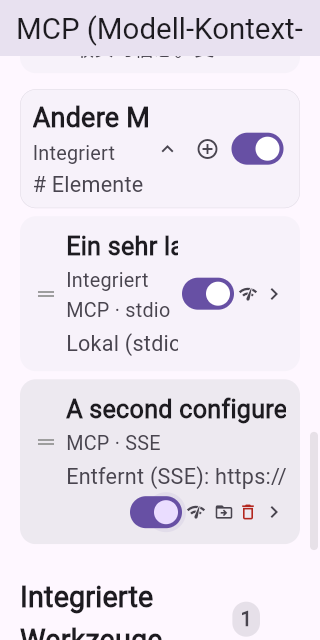 MCP (Modell-Kontext-
Andere M
Integriert
# Elemente
Ein sehr la
Integriert
MCP · stdio
Lokal (stdio
A second configure
MCP · SSE
Entfernt (SSE): https://
Integrierte
1
Werkzeuge